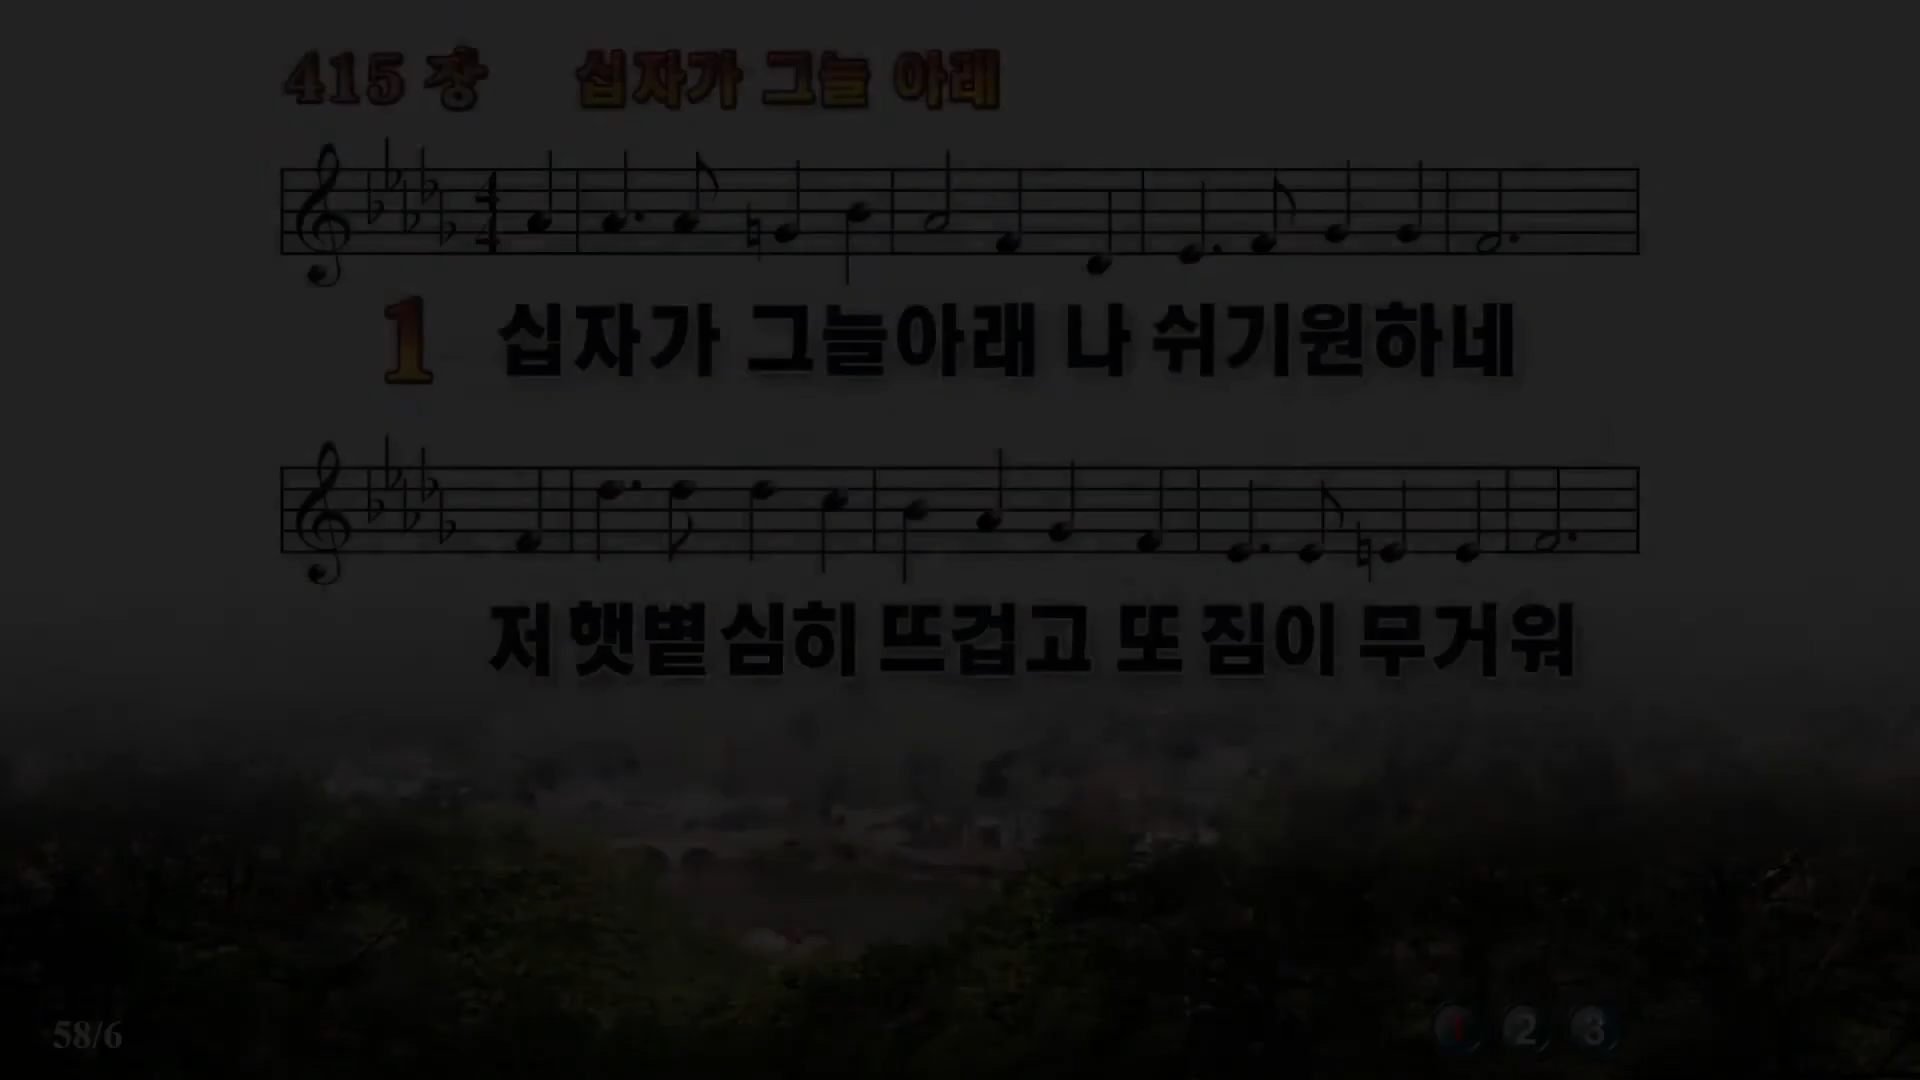 415 장 십자가 그늘 아래
4
4
1 십자가 그늘아래 나 쉬기원하네
저 햇볕 심히 뜨겁고 또 짐이 무거워
58/6
1 2 3